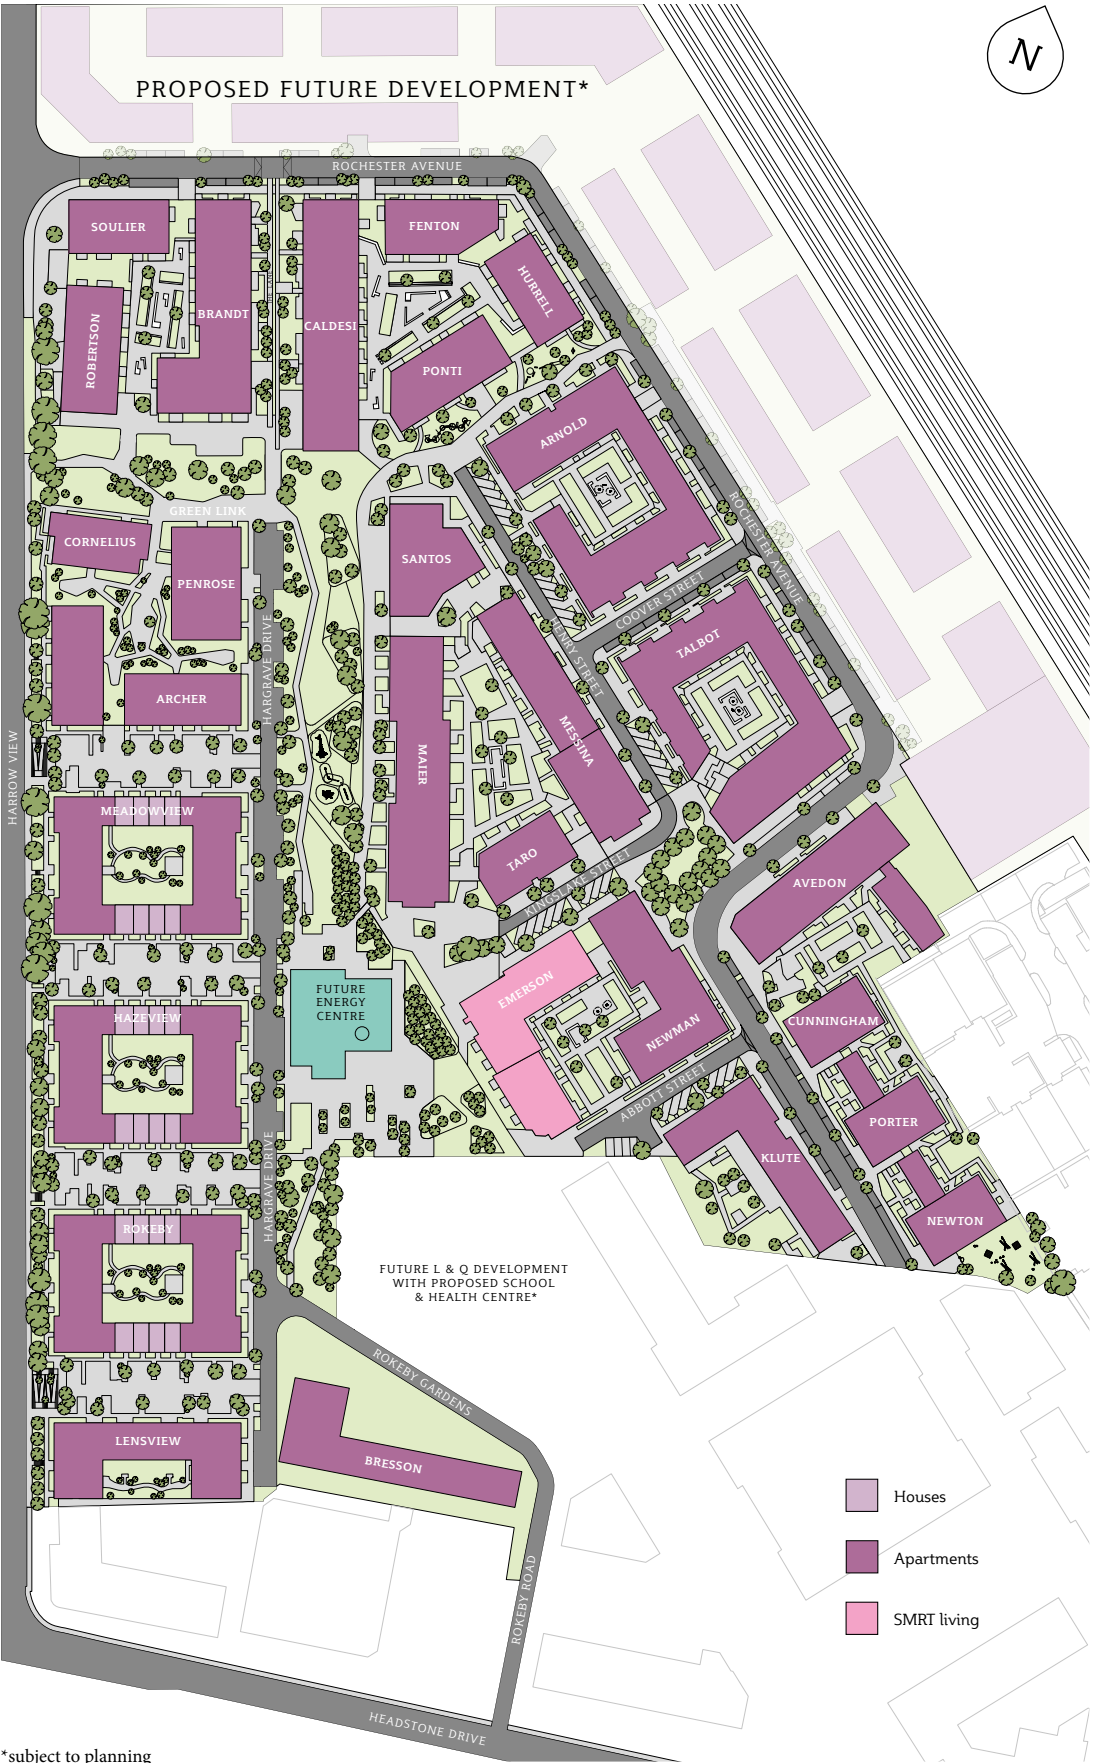 N
PROPOSED FUTURE DEVELOPMENT*
ROCHESTER AVENUE
SOULIER
FENTON
HURRELL
BRANDT
CALDESI
ROBERTSON
PONTI
ARNOLD
GREEN LINK
ROCHESTER AVENUE
CORNELIUS
SANTOS
PENROSE
COOVER STREET
HENRY STREET
TALBOT
HARGRAVE DRIVE
ARCHER
MESSINA
MAIER
HARROW VIEW
MEADOWVIEW
TARO
KINGSLAKE STREET
AVEDON
EMERSON
FUTURE
ENERGY
CENTRE
HAZEVIEW
NEWMAN
CUNNINGHAM
ABBOTT STREET
PORTER
KLUTE
HARGRAVE DRIVE
ROKEBY
NEWTON
FUTURE L & Q DEVELOPMENT
WITH PROPOSED SCHOOL
& HEALTH CENTRE*
ROKEBY GARDENS
LENSVIEW
BRESSON
Houses
Apartments
SMRT living
ROKEBY ROAD
HEADSTONE DRIVE
*subject to planning